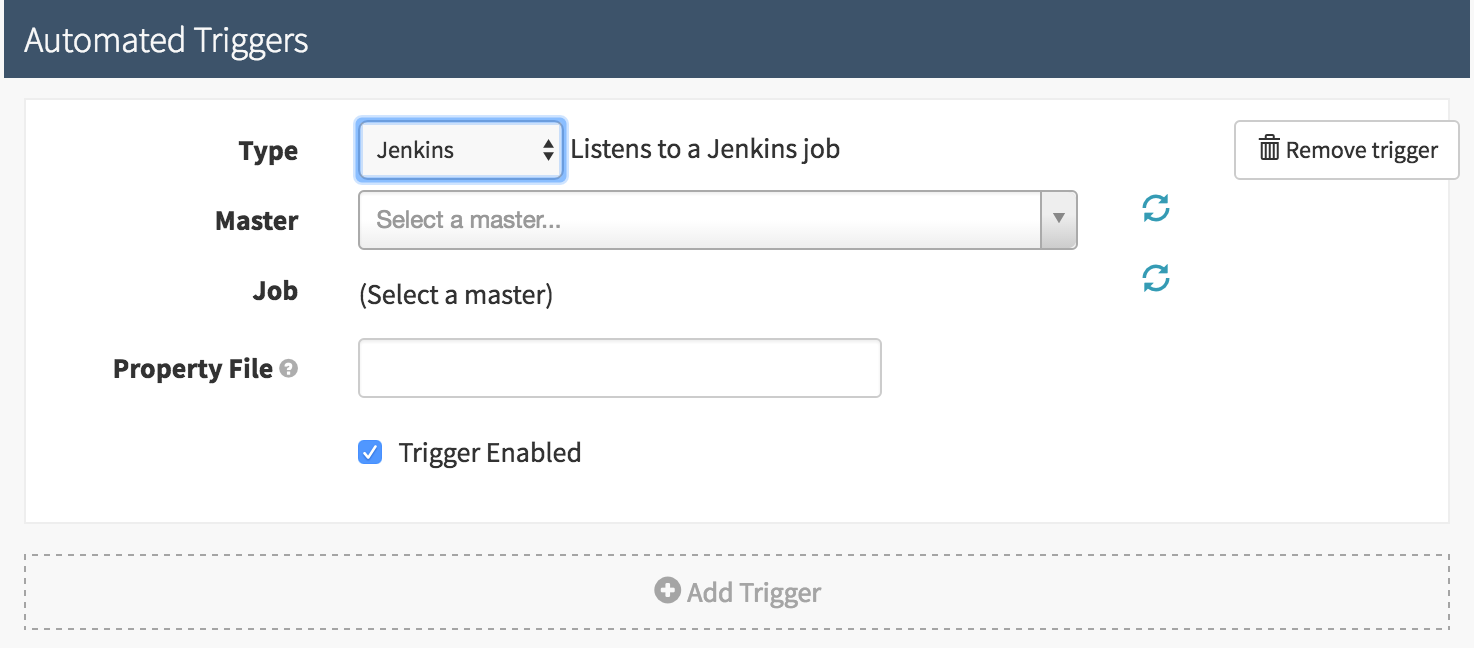 Automated Triggers
Type Jenkins Listens to a Jenkins job Remove trigger
Master Select a master...
Job (Select a master)
Property File ?
Trigger Enabled
Add Trigger